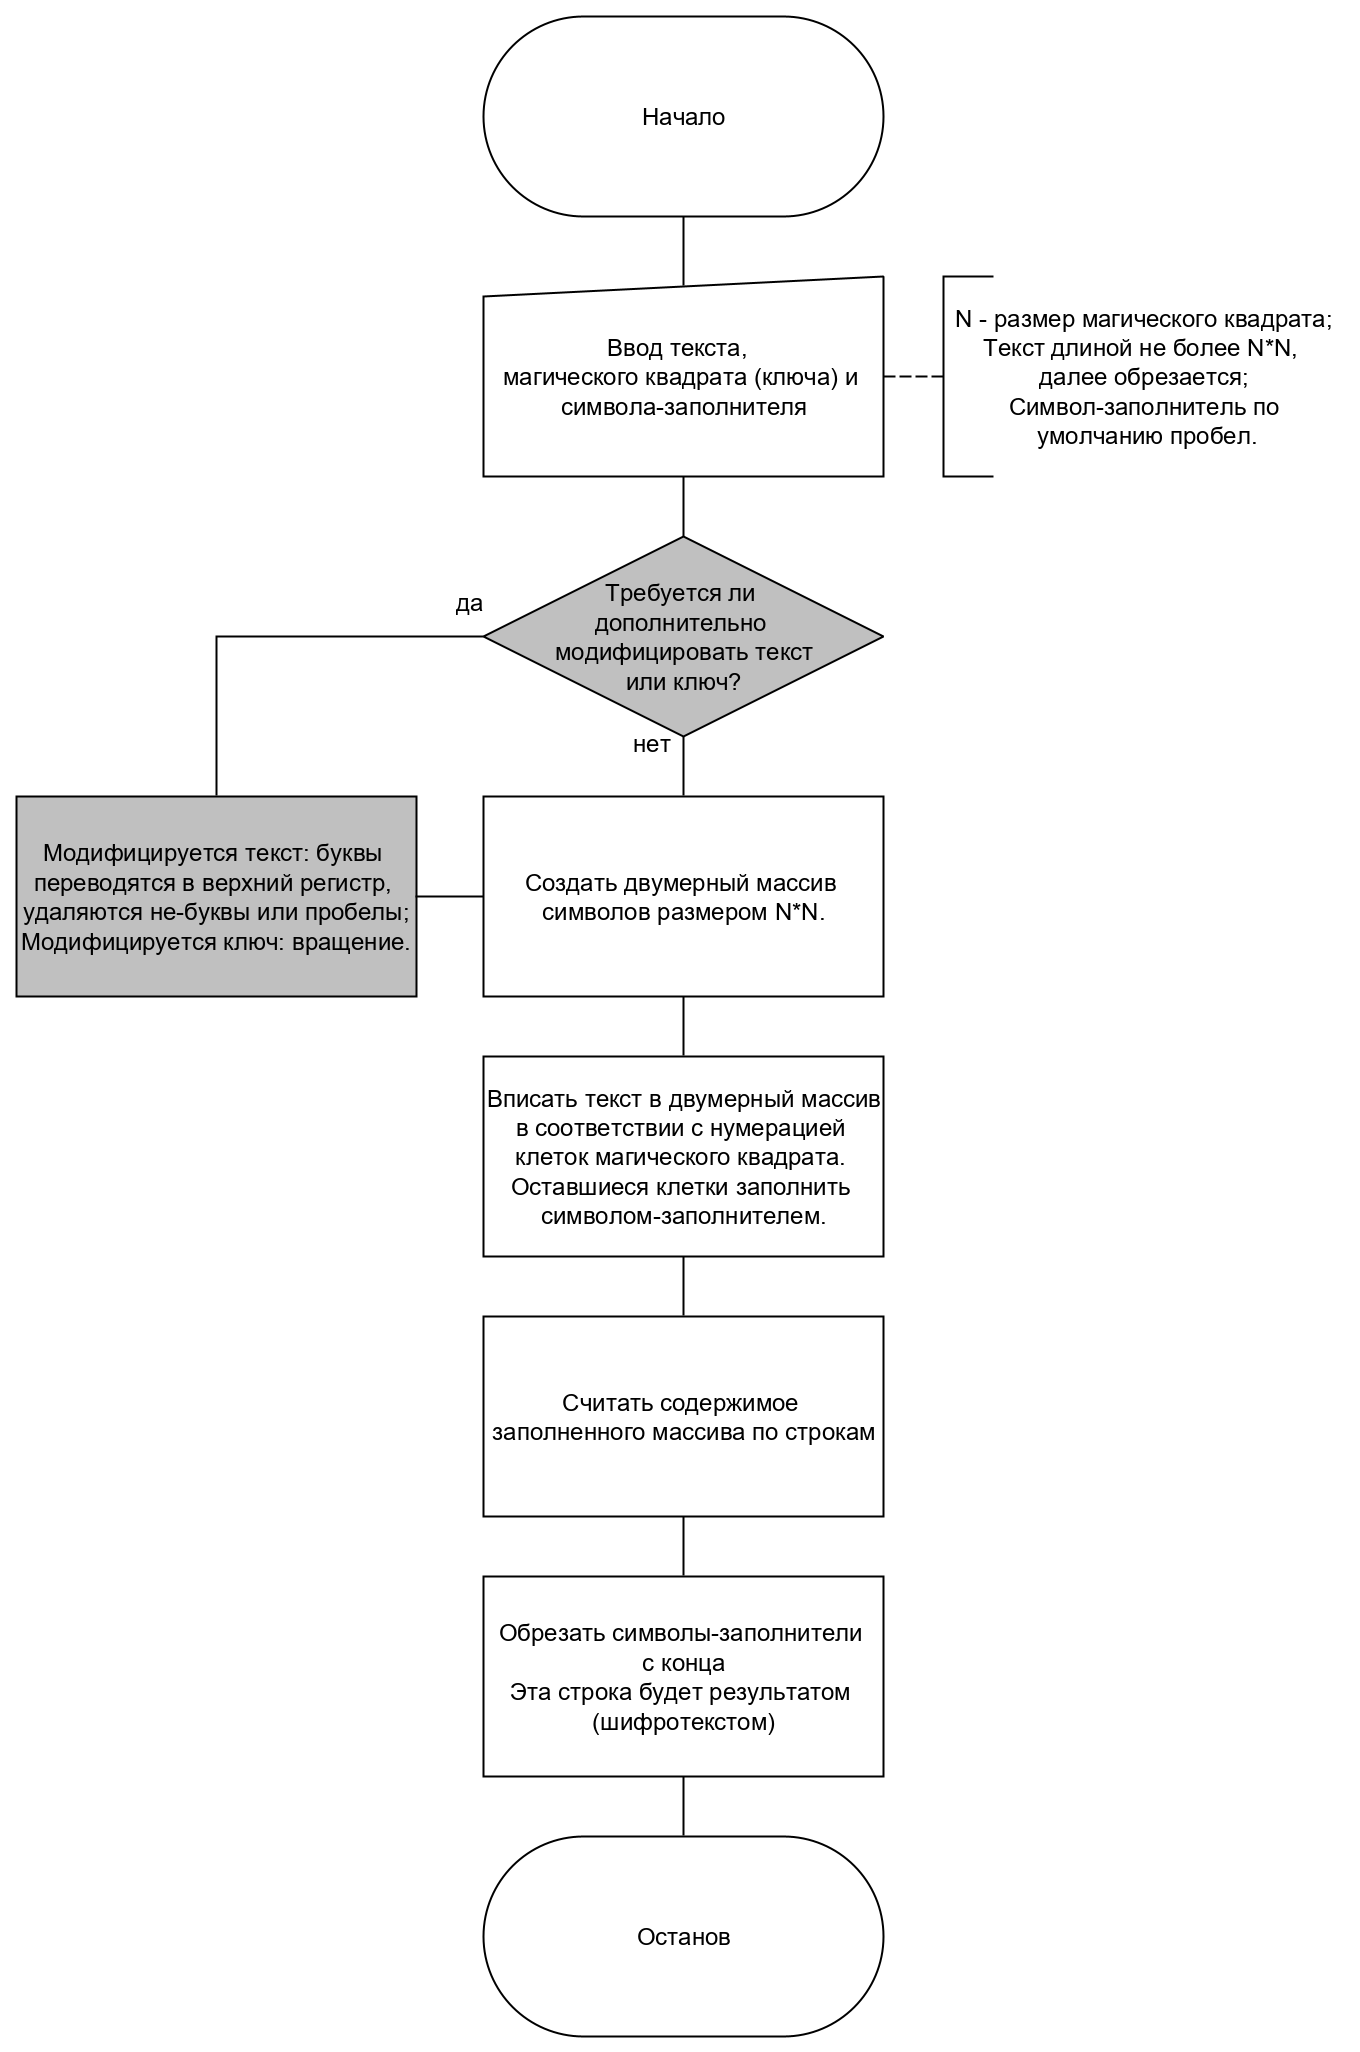 Начало
Ввод текста,
магического квадрата (ключа) и
символа-заполнителя
N - размер магического квадрата;
Текст длиной не более N*N,
далее обрезается;
Символ-заполнитель по
умолчанию пробел.
Требуется ли
дополнительно
модифицировать текст
или ключ?
да
нет
Модифицируется текст: буквы
переводятся в верхний регистр,
удаляются не-буквы или пробелы;
Модифицируется ключ: вращение.
Создать двумерный массив
символов размером N*N.
Вписать текст в двумерный массив
в соответствии с нумерацией
клеток магического квадрата.
Оставшиеся клетки заполнить
символом-заполнителем.
Считать содержимое
заполненного массива по строкам
Обрезать символы-заполнители
с конца
Эта строка будет результатом
(шифротекстом)
Останов